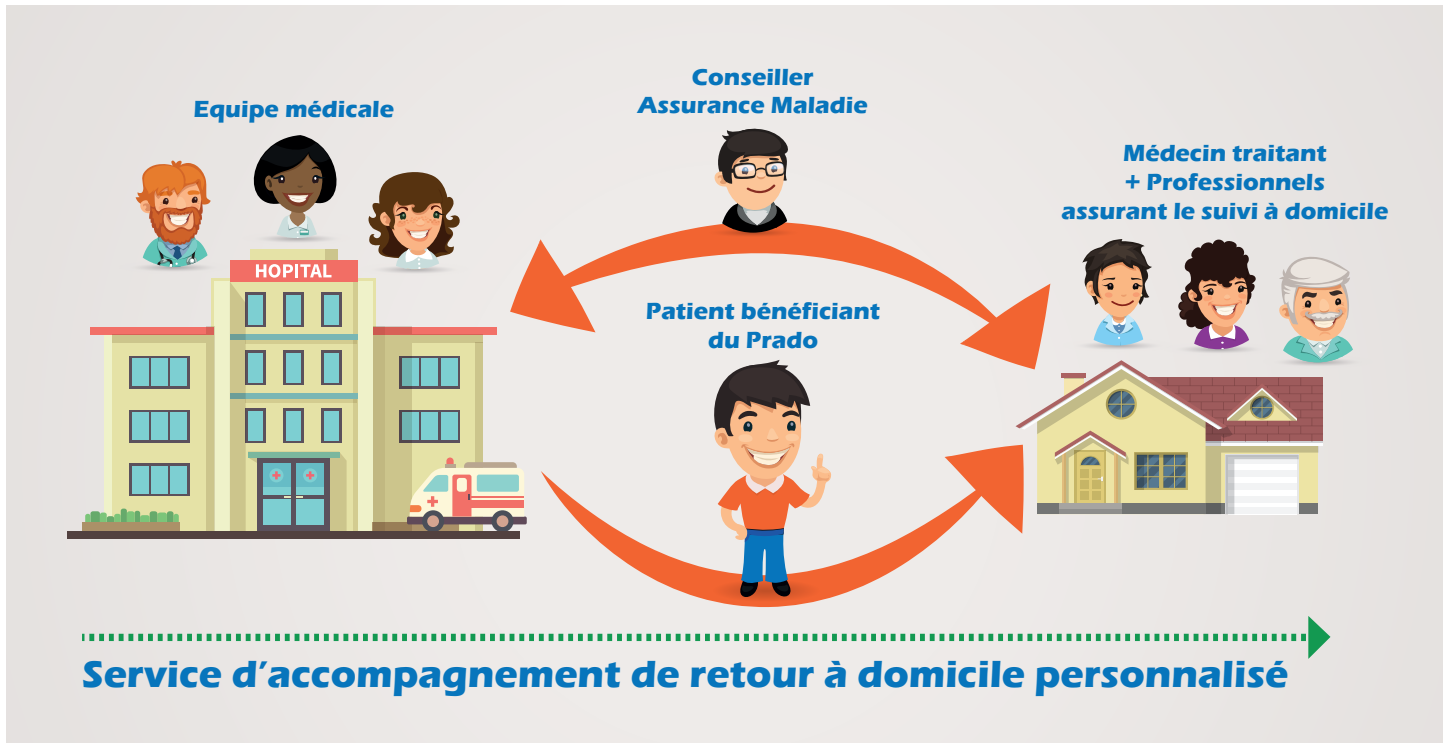 Equipe médicale
Conseiller
Assurance Maladie
Médecin traitant
+ Professionnels
assurant le suivi à domicile
HOPITAL
Patient bénéficiant
du Prado
Service d’accompagnement de retour à domicile personnalisé